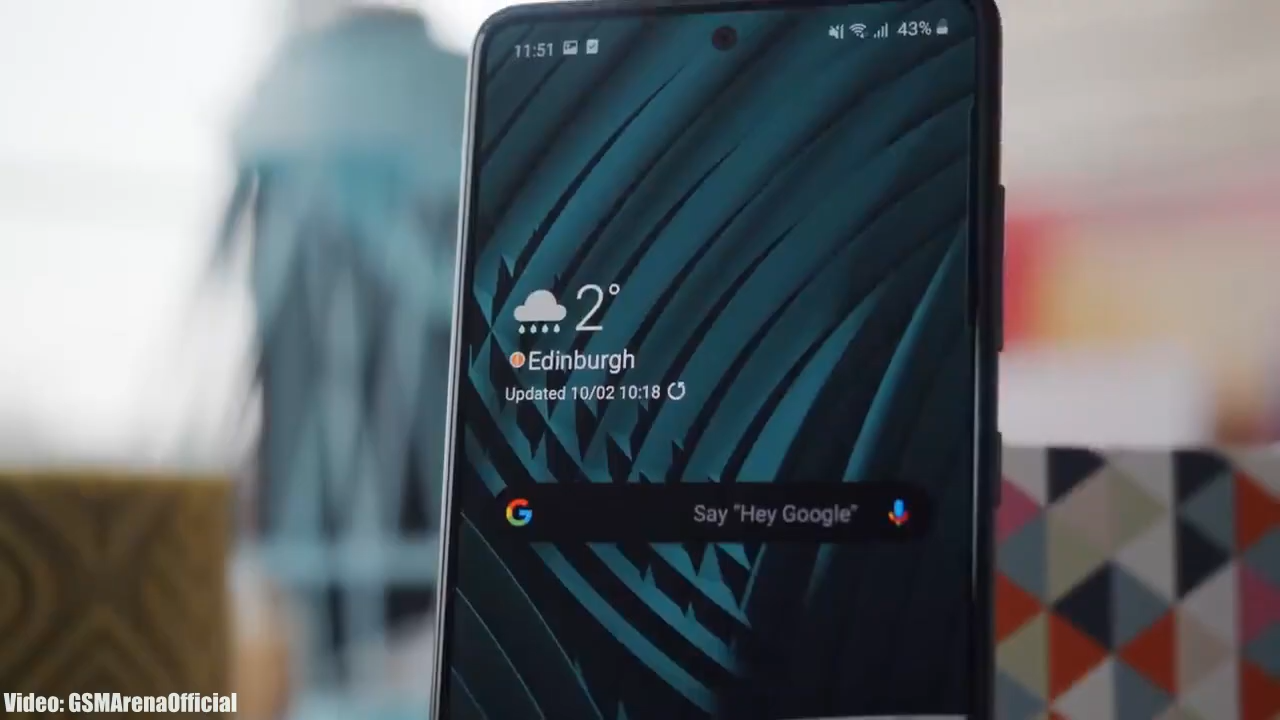 11:51
43%
2°
Edinburgh
Updated 10/02 10:18
G
Say "Hey Google"
Video: GSMArenaOfficial